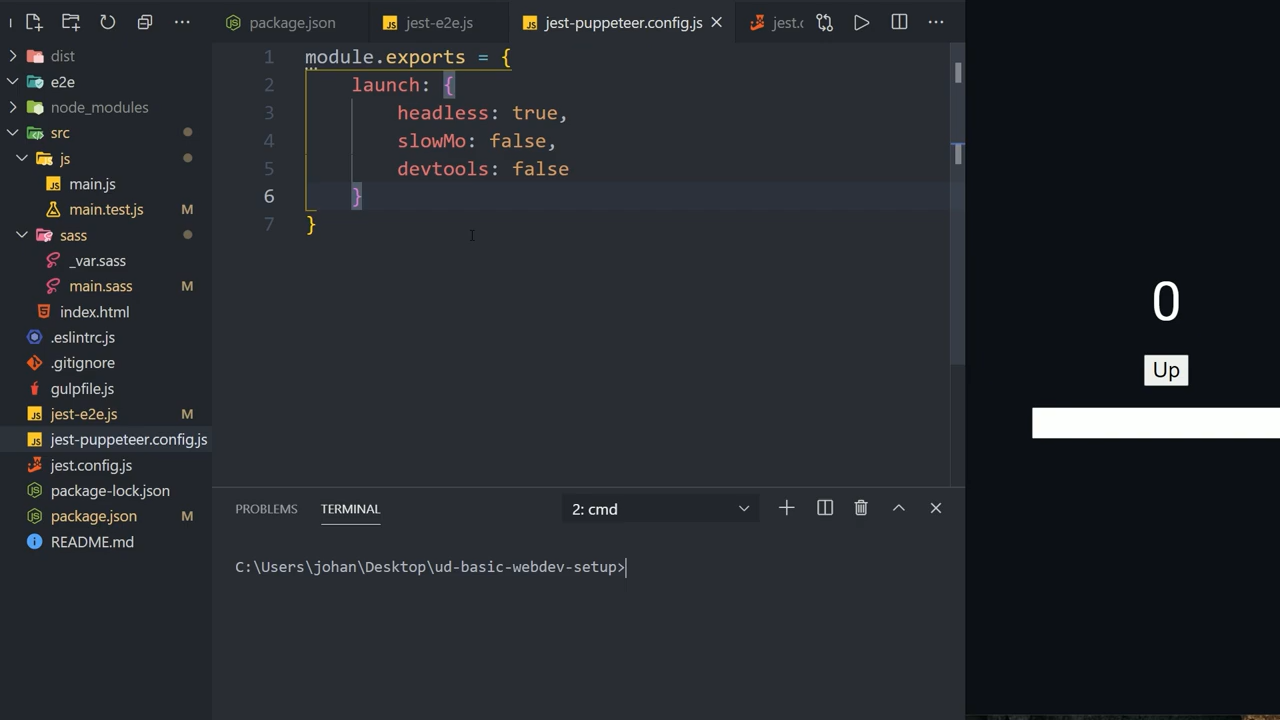 package.json
jest-e2e.js
jest-puppeteer.config.js
jest.c
dist
e2e
node_modules
src
js
main.js
main.test.js M
sass
_var.sass
main.sass M
index.html
.eslintrc.js
.gitignore
gulpfile.js
jest-e2e.js M
jest-puppeteer.config.js
jest.config.js
package-lock.json
package.json M
README.md
1 module.exports = {
2 launch: {
3 headless: true,
4 slowMo: false,
5 devtools: false
6 }
7 }
PROBLEMS TERMINAL 2: cmd
C:\Users\johan\Desktop\ud-basic-webdev-setup>
0
Up